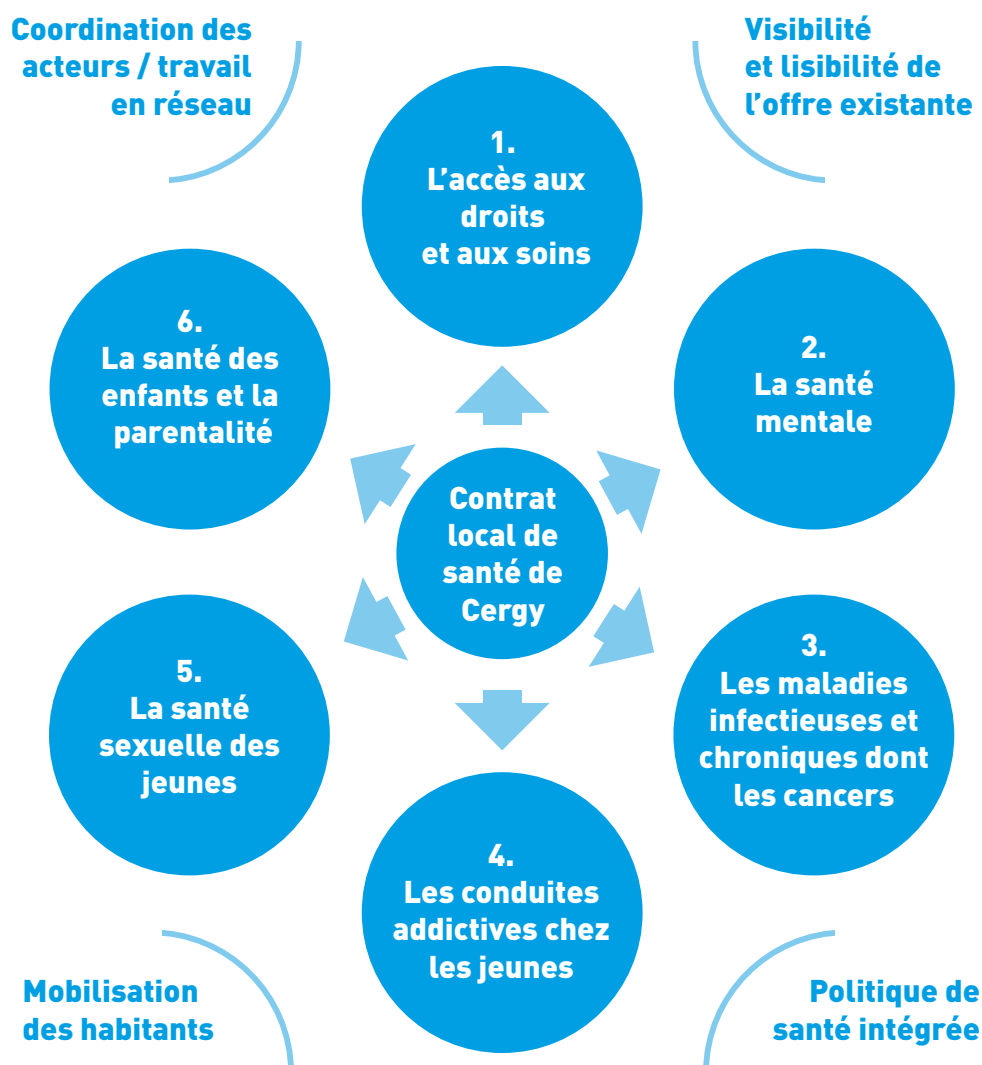 Coordination des
acteurs / travail
en réseau
Visibilité
et lisibilité de
l’offre existante
1.
L’accès aux
droits
et aux soins
6.
La santé des
enfants et la
parentalité
2.
La santé
mentale
Contrat
local de
santé de
Cergy
5.
La santé
sexuelle des
jeunes
3.
Les maladies
infectieuses et
chroniques dont
les cancers
4.
Les conduites
addictives chez
les jeunes
Mobilisation
des habitants
Politique de
santé intégrée